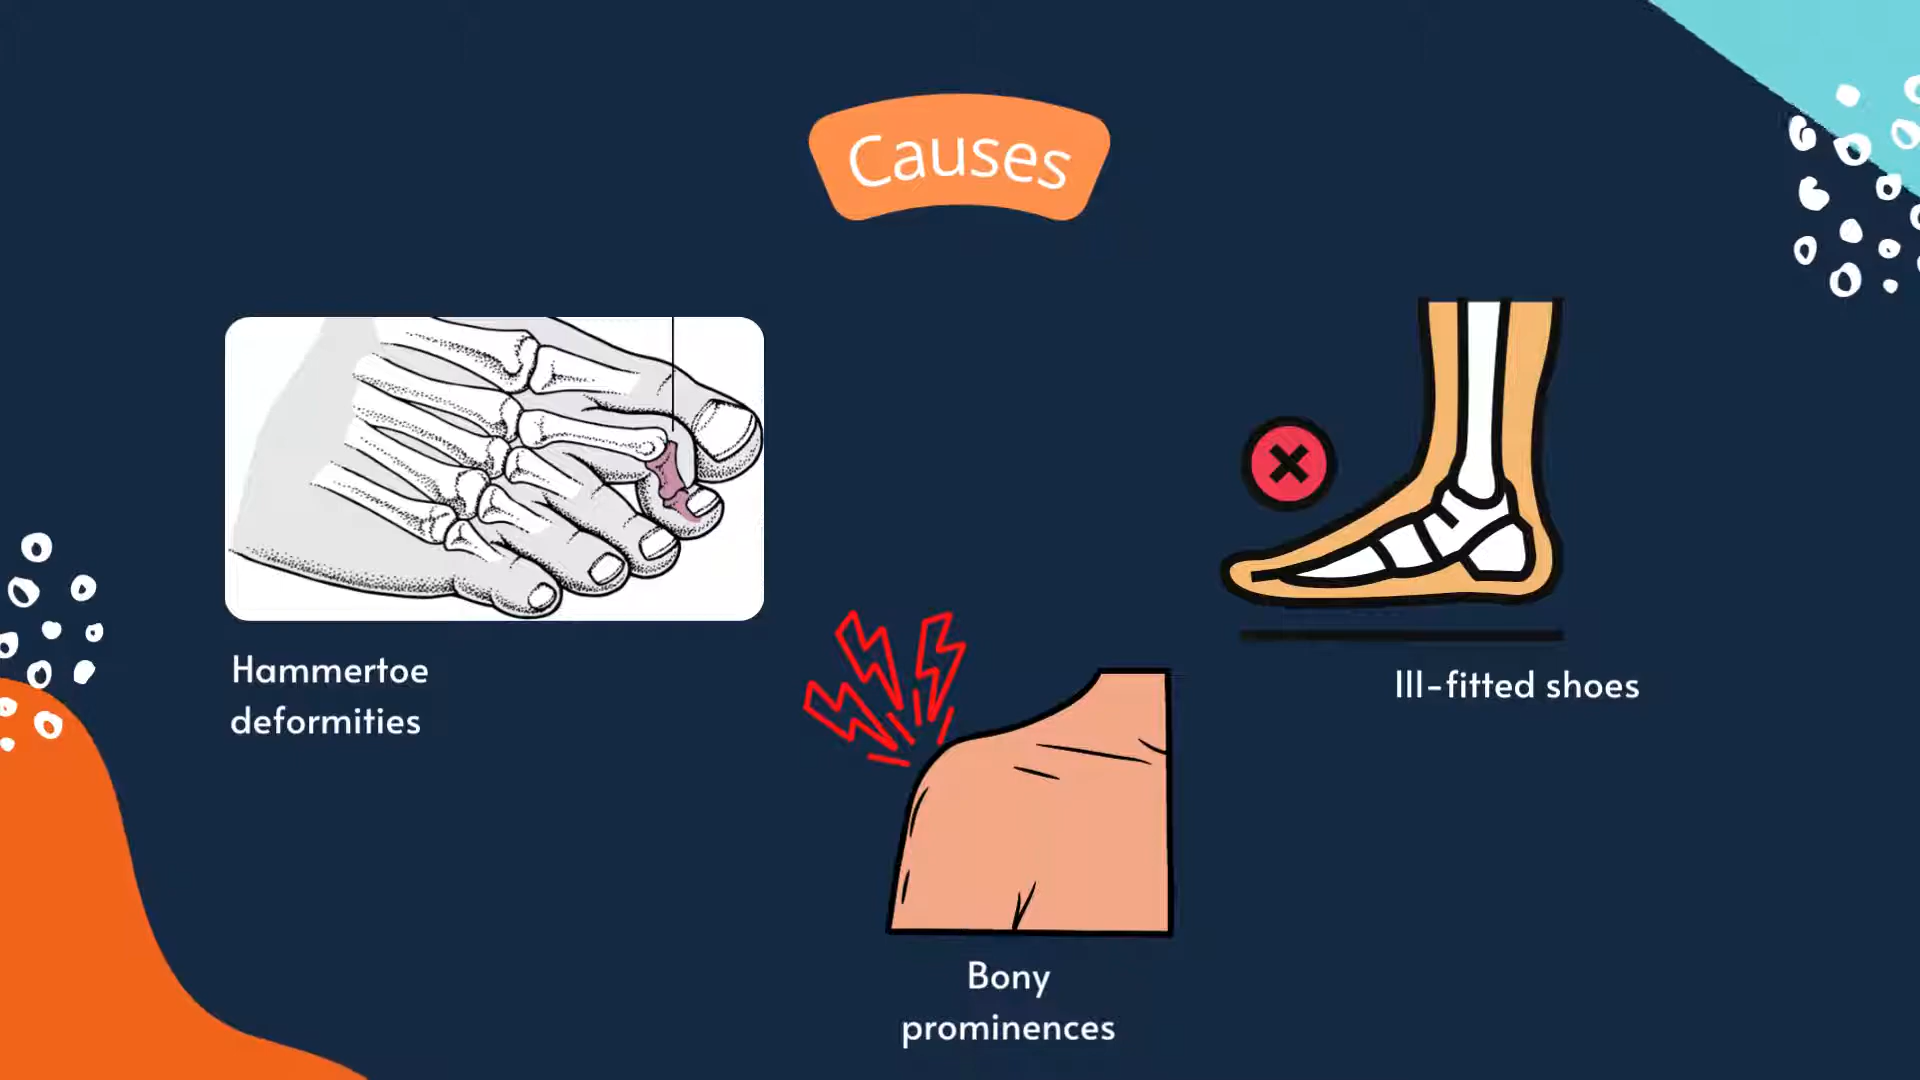 Causes
Hammertoe
deformities
Ill-fitted shoes
Bony
prominences